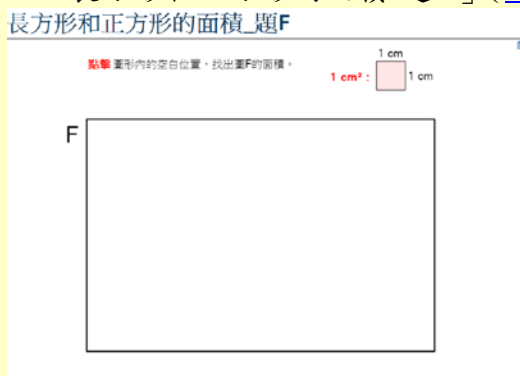 長方形和正方形的面積_題F
點擊圖形內的空白位置，找出圖F的面積。
1 cm
1 cm² :
1 cm
F